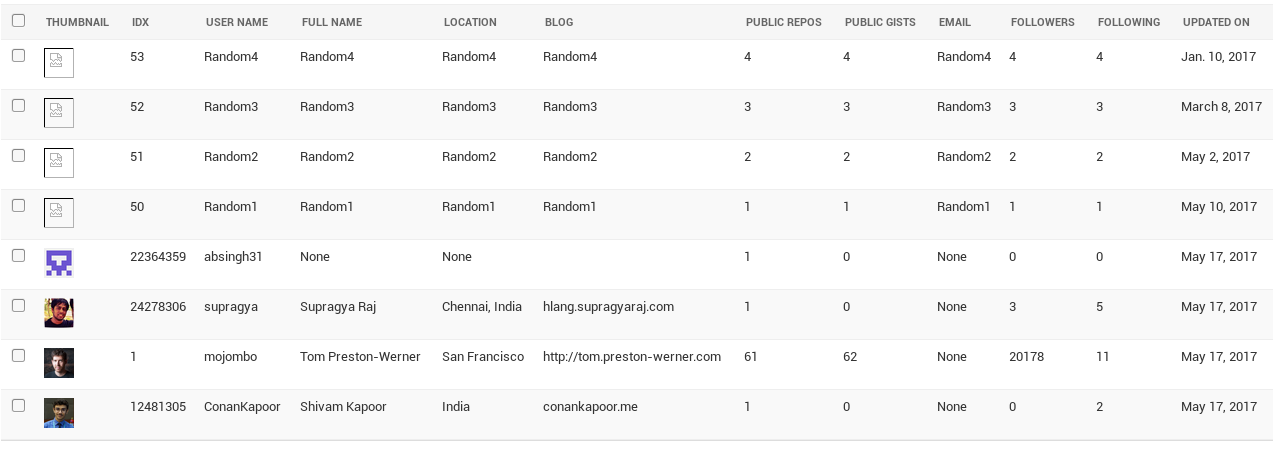 THUMBNAIL IDX USER NAME FULL NAME LOCATION BLOG PUBLIC REPOS PUBLIC GISTS EMAIL FOLLOWERS FOLLOWING UPDATED ON
53 Random4 Random4 Random4 Random4 4 4 Random4 4 4 Jan. 10, 2017
52 Random3 Random3 Random3 Random3 3 3 Random3 3 3 March 8, 2017
51 Random2 Random2 Random2 Random2 2 2 Random2 2 2 May 2, 2017
50 Random1 Random1 Random1 Random1 1 1 Random1 1 1 May 10, 2017
22364359 absingh31 None None 1 0 None 0 0 May 17, 2017
24278306 supragya Supragya Raj Chennai, India hlang.supragyaraj.com 1 0 None 3 5 May 17, 2017
1 mojombo Tom Preston-Werner San Francisco http://tom.preston-werner.com 61 62 None 20178 11 May 17, 2017
12481305 ConanKapoor Shivam Kapoor India conankapoor.me 1 0 None 0 2 May 17, 2017